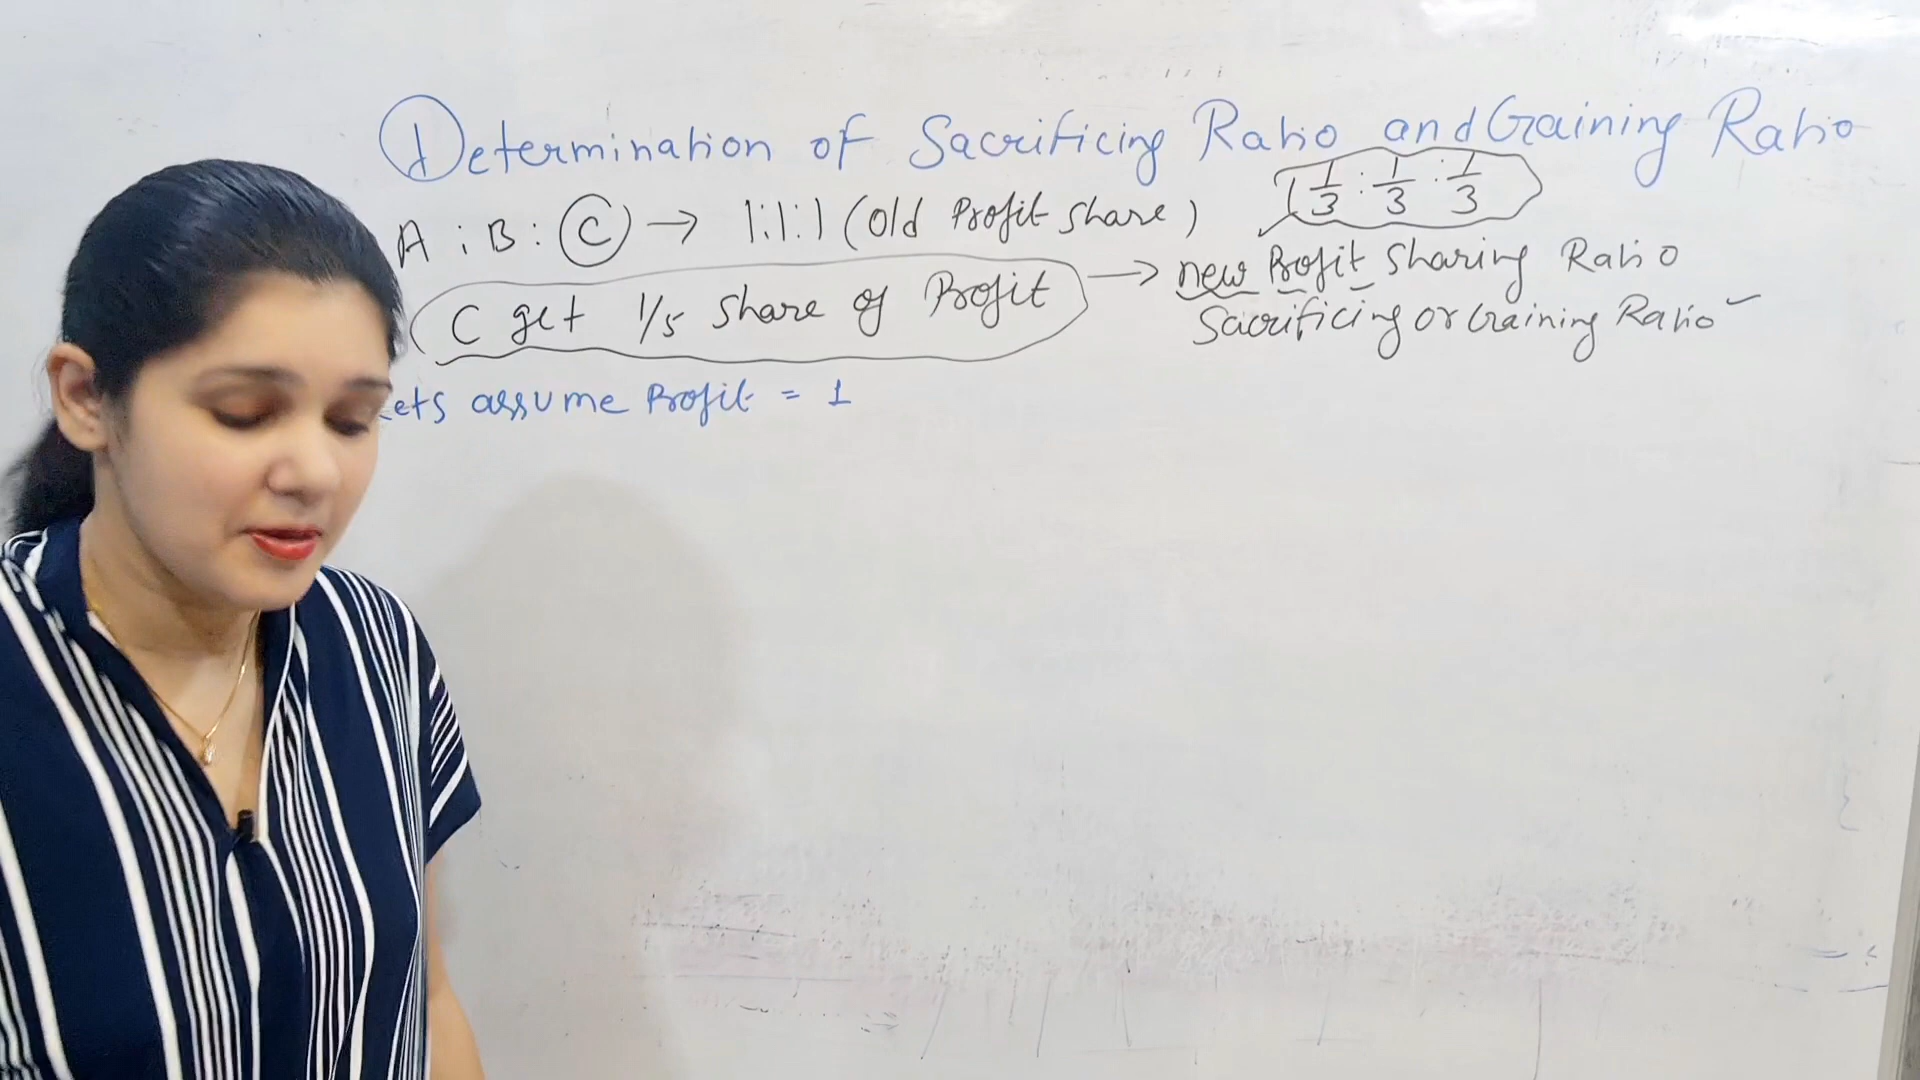 Determination of Sacrificing Ratio and Gaining Ratio
A : B : C → 1:1:1 (Old Profit Share) 1/3 : 1/3 : 1/3
C get 1/5 Share of Profit → new Profit Sharing Ratio
Sacrificing or Gaining Ratio ✓
ets assume Profit = 1